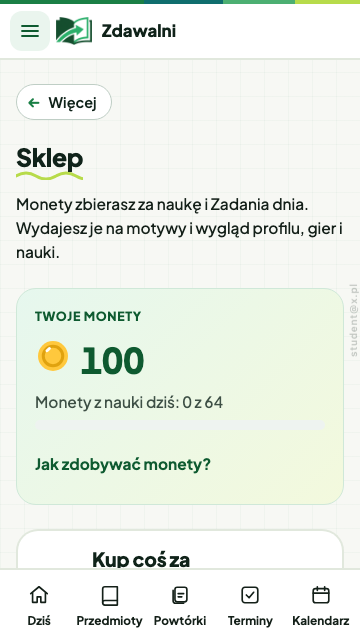 Zdawalni
← Więcej
Sklep
Monety zbierasz za naukę i Zadania dnia.
Wydajesz je na motywy i wygląd profilu, gier i
nauki.
student@x.pl
TWOJE MONETY
100
Monety z nauki dziś: 0 z 64
Jak zdobywać monety?
Kup coś za
Dziś Przedmioty Powtórki Terminy Kalendarz